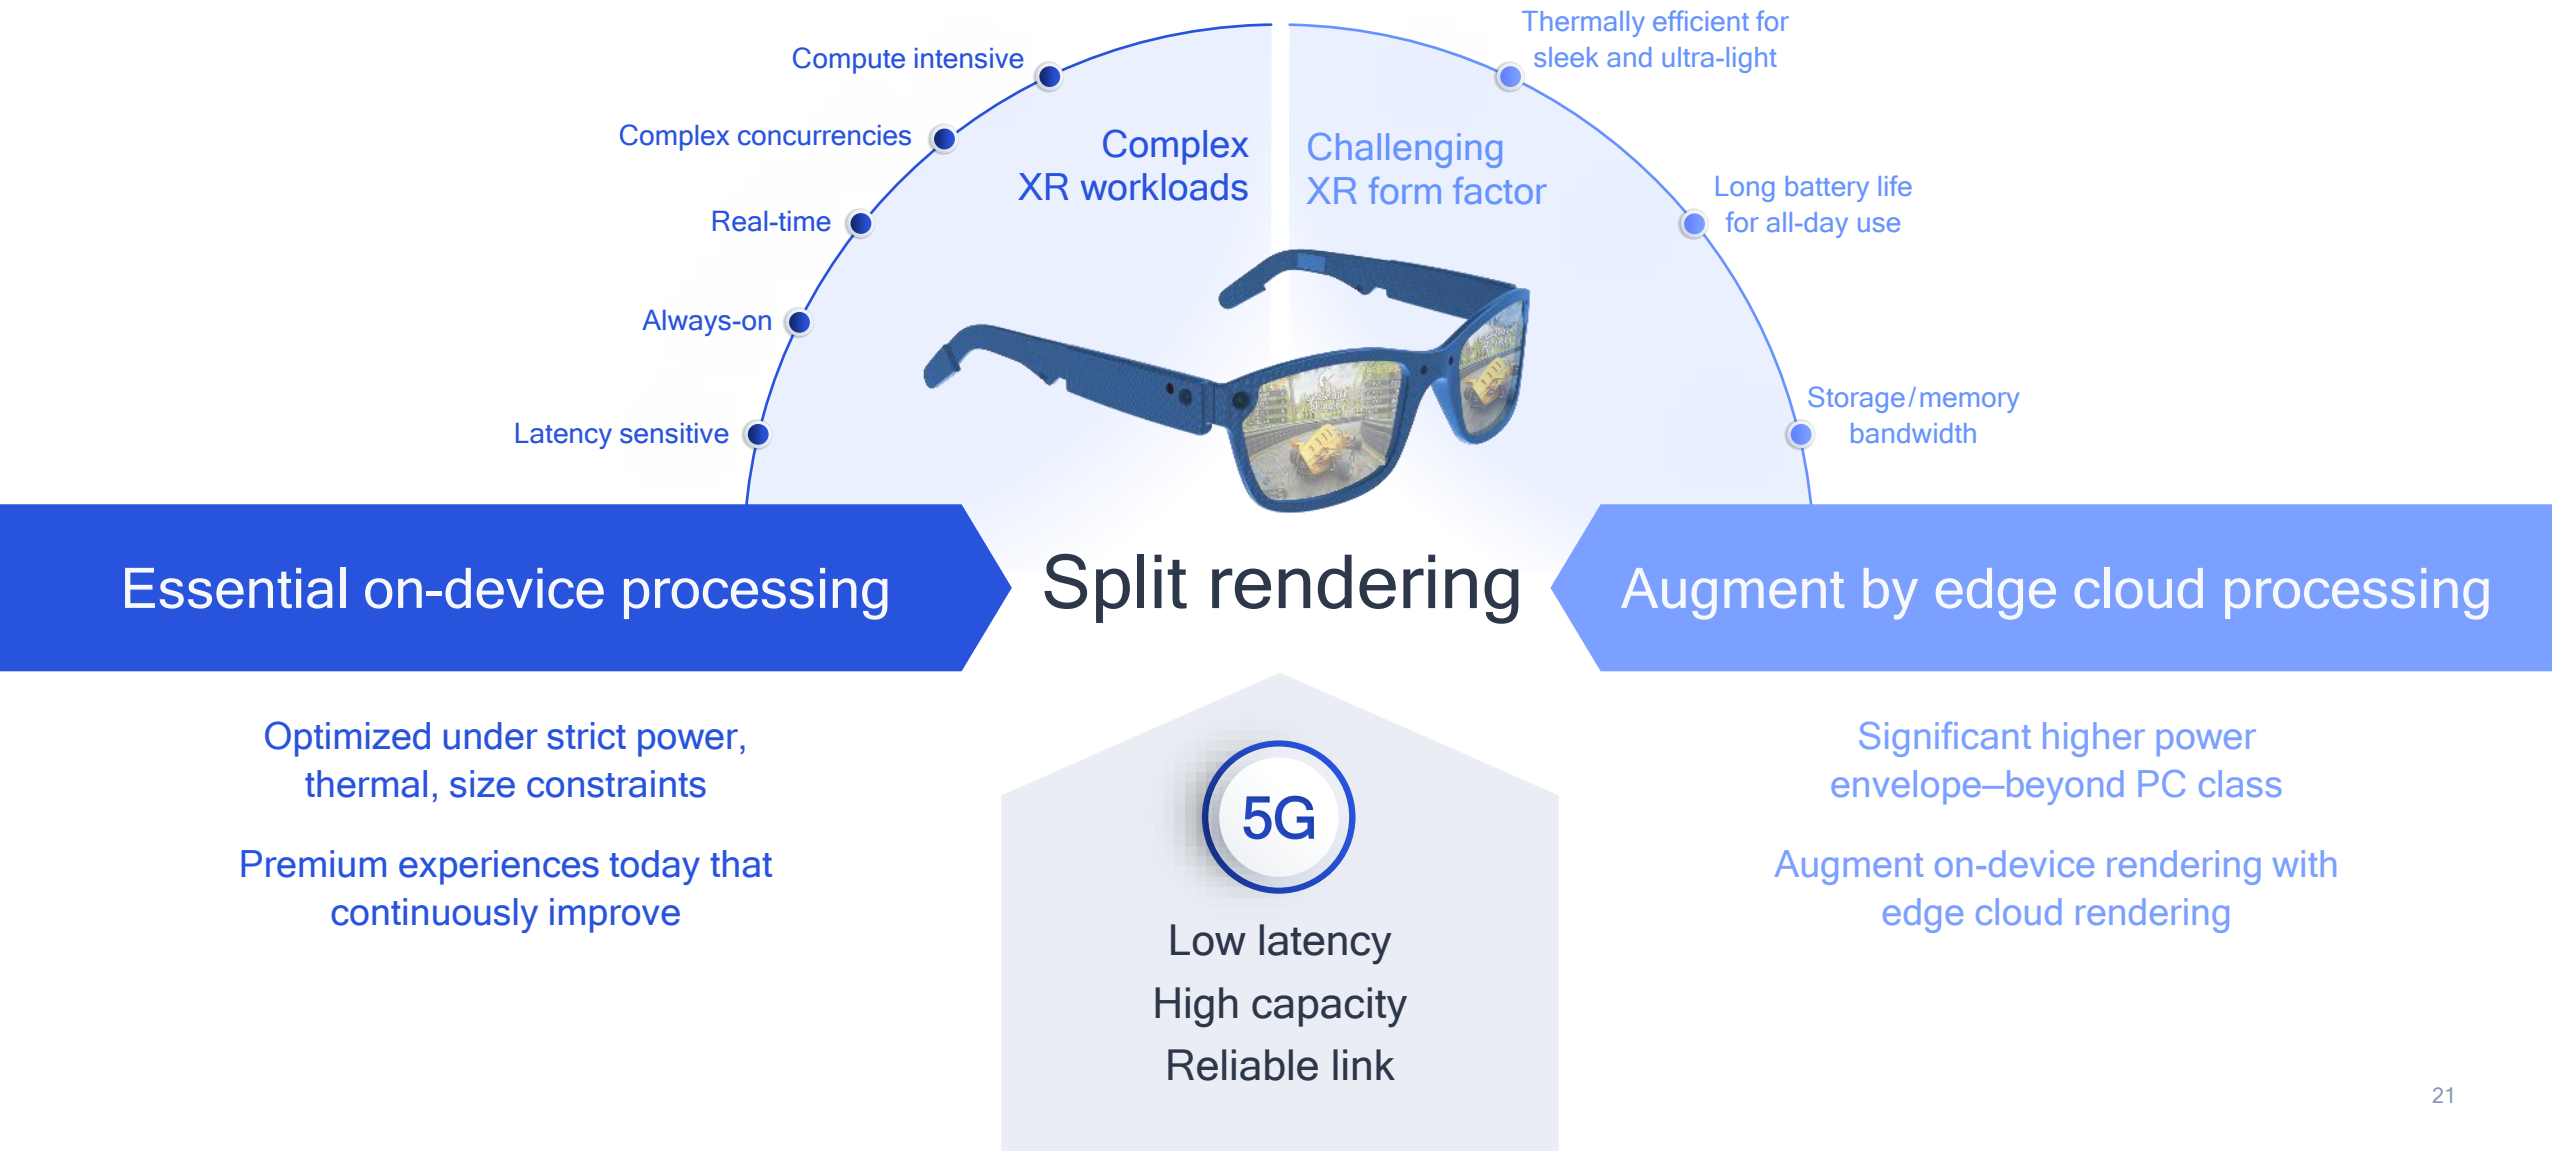 Compute intensive
Complex concurrencies
Real-time
Always-on
Latency sensitive
Complex
XR workloads
Challenging
XR form factor
Thermally efficient for
sleek and ultra-light
Long battery life
for all-day use
Storage/memory
bandwidth
Essential on-device processing
Split rendering
Augment by edge cloud processing
Optimized under strict power,
thermal, size constraints
Premium experiences today that
continuously improve
5G
Low latency
High capacity
Reliable link
Significant higher power
envelope—beyond PC class
Augment on-device rendering with
edge cloud rendering
21